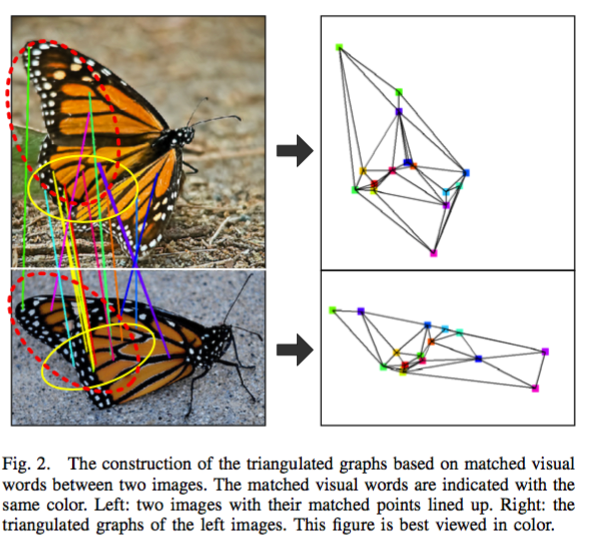 Fig. 2. The construction of the triangulated graphs based on matched visual
words between two images. The matched visual words are indicated with the
same color. Left: two images with their matched points lined up. Right: the
triangulated graphs of the left images. This figure is best viewed in color.